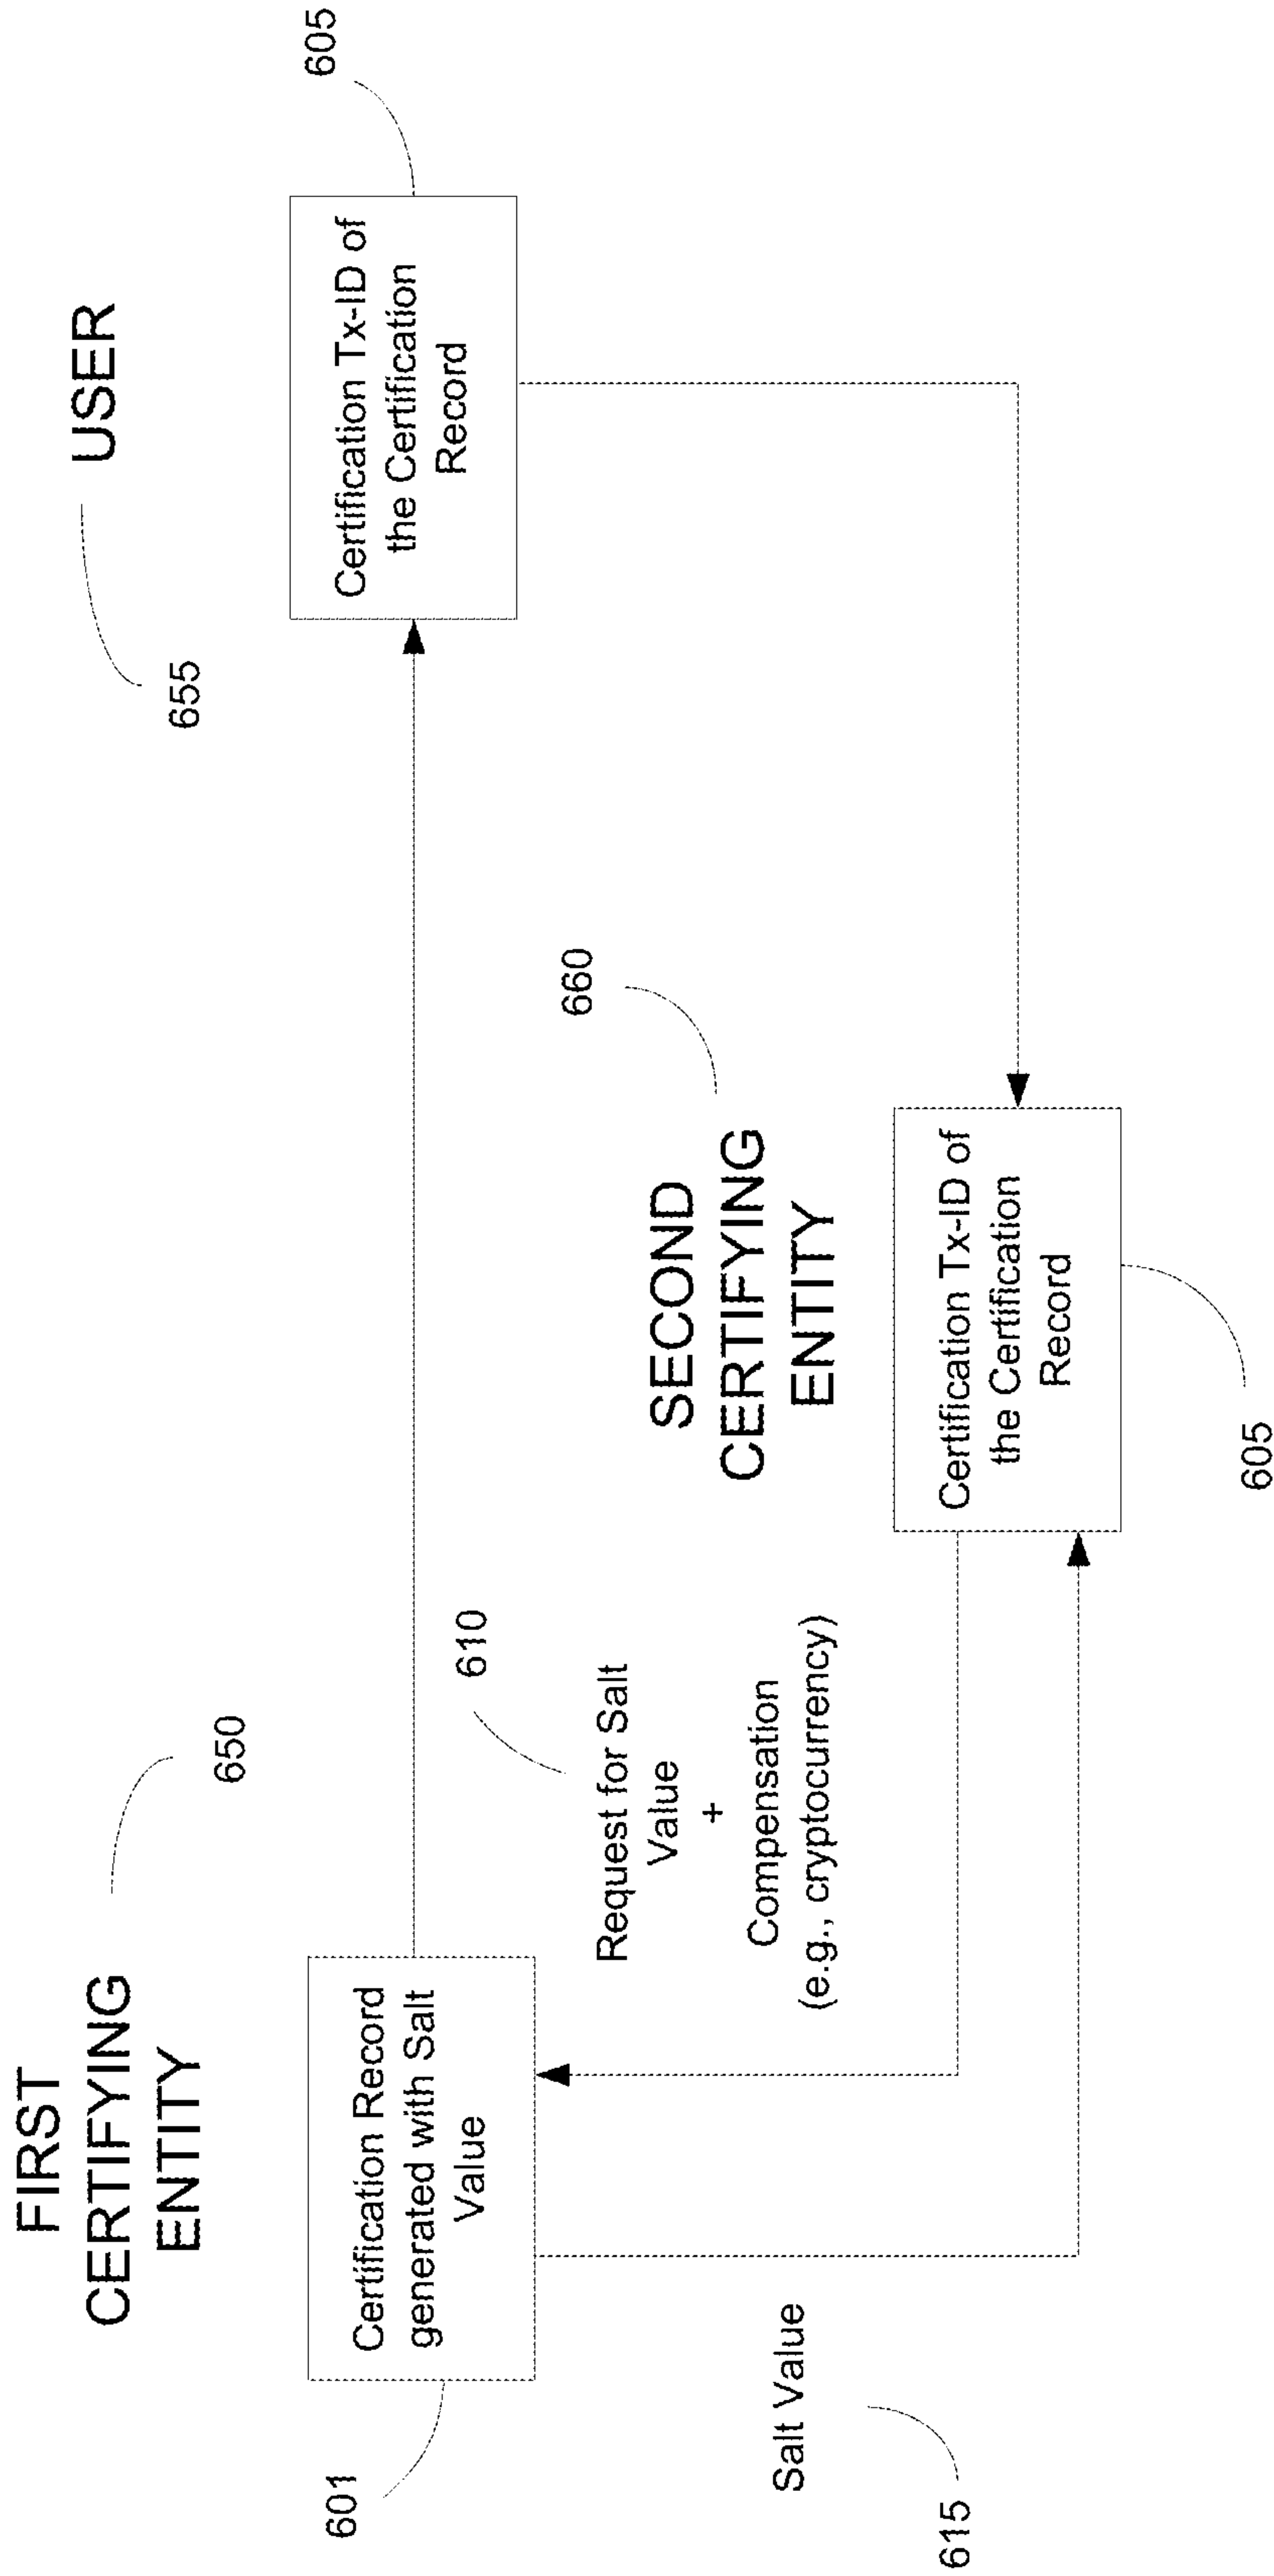 FIRST
CERTIFYING
ENTITY
650
USER
655
601
Certification Record
generated with Salt
Value
Certification Tx-ID of
the Certification
Record
605
610
Request for Salt
Value
+
Compensation
(e.g., cryptocurrency)
660
SECOND
CERTIFYING
ENTITY
Salt Value
615
Certification Tx-ID of
the Certification
Record
605